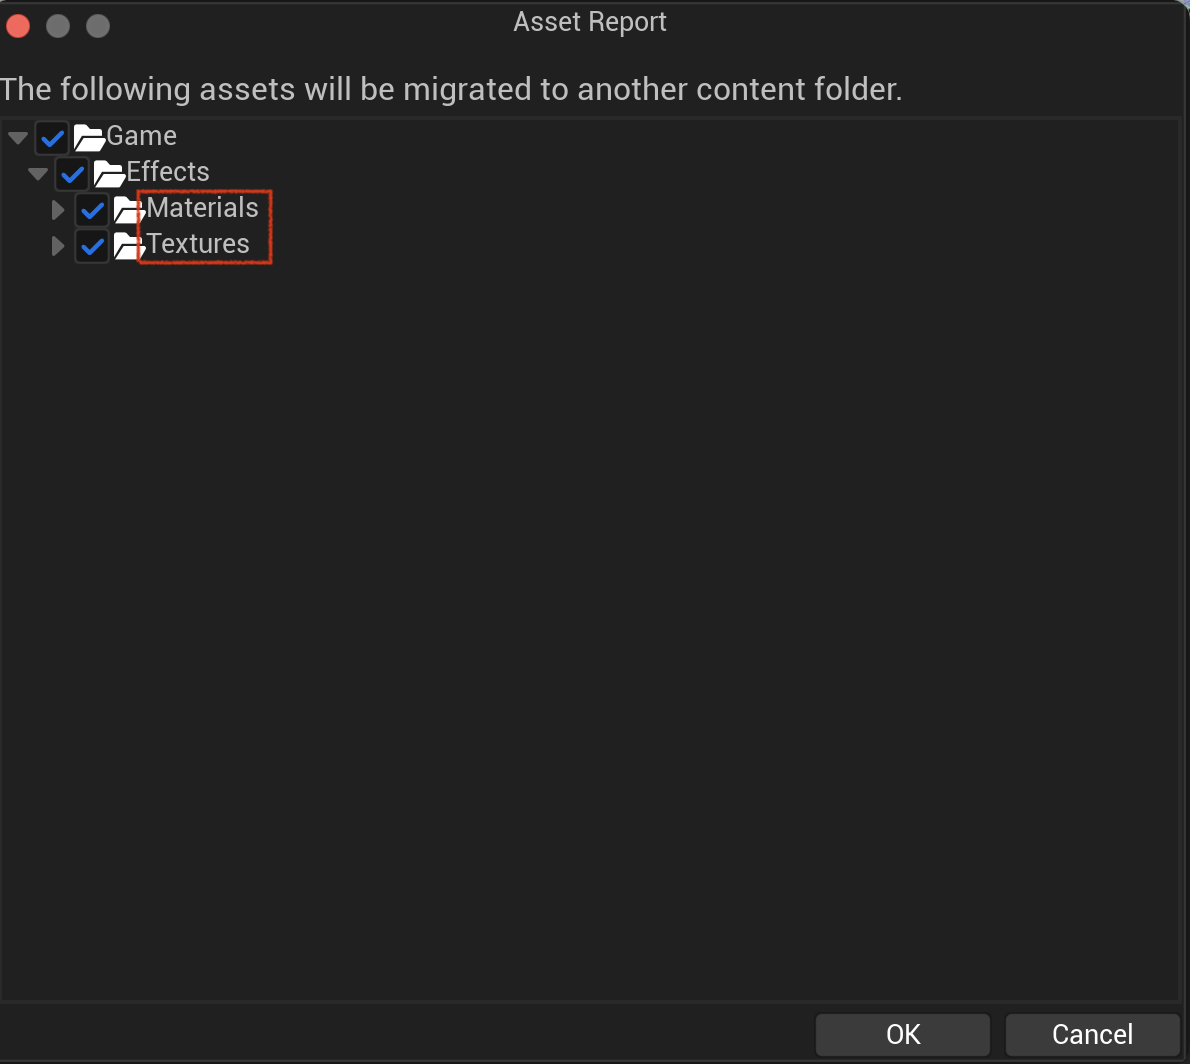 Asset Report
The following assets will be migrated to another content folder.
Game
Effects
Materials
Textures
OK
Cancel